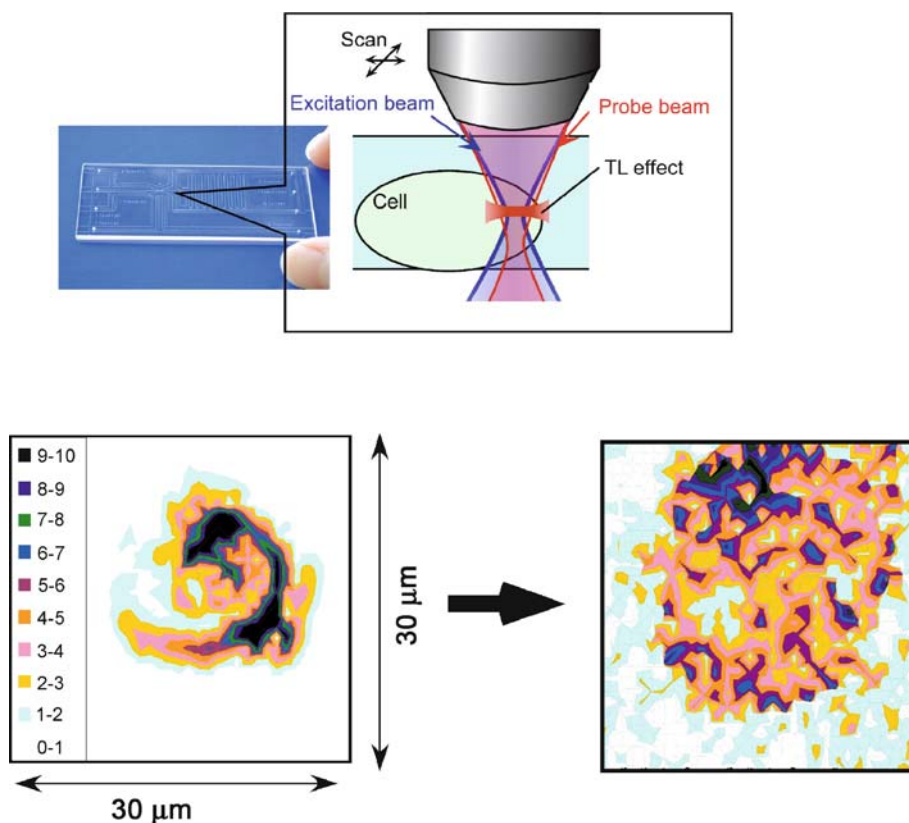 Scan
Excitation beam
Probe beam
TL effect
Cell
9-10
8-9
7-8
6-7
5-6
4-5
3-4
2-3
1-2
0-1
30 μm
30 μm